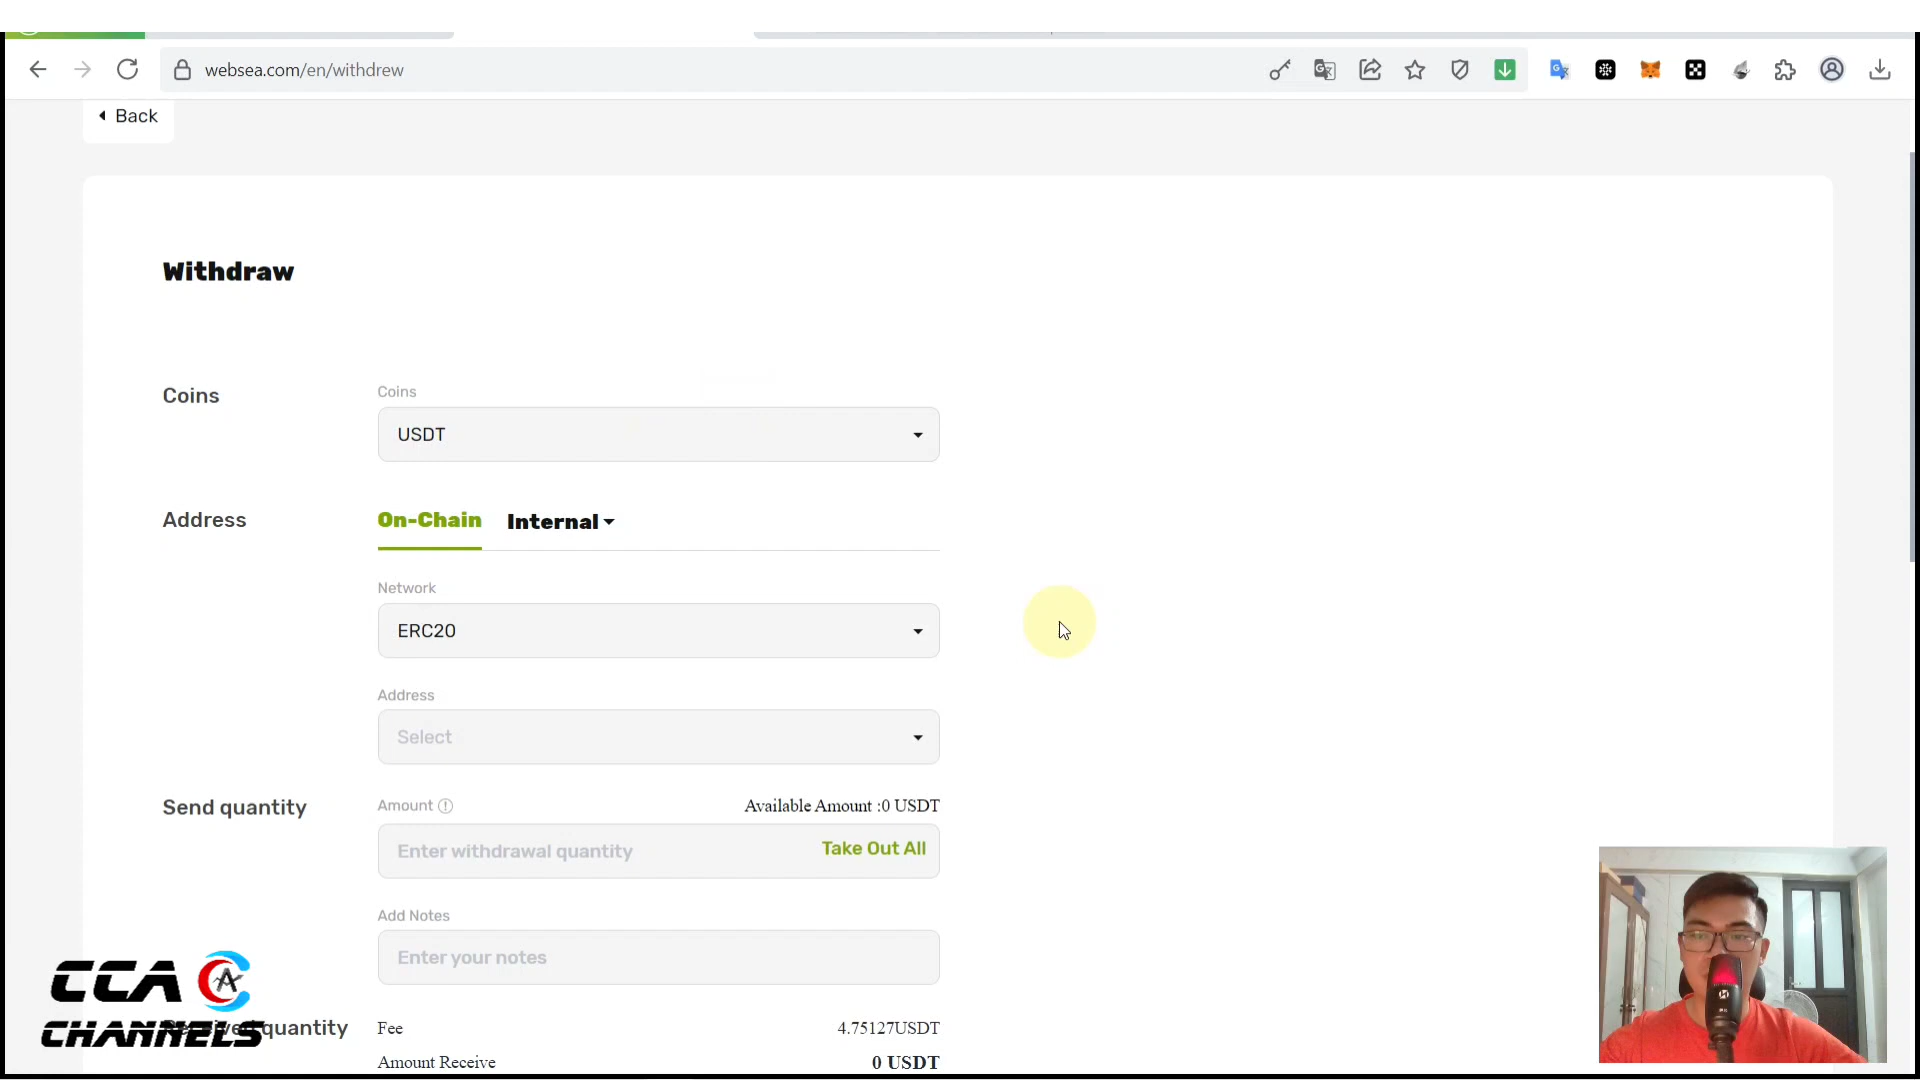 websea.com/en/withdrew
Back
Withdraw
Coins
Coins
USDT
Address
On-Chain
Internal
Network
ERC20
Address
Select
Send quantity
Amount
Available Amount :0 USDT
Enter withdrawal quantity
Take Out All
Add Notes
Enter your notes
CCA
CHANNELS
quantity
Fee
4.75127USDT
Amount Receive
0 USDT